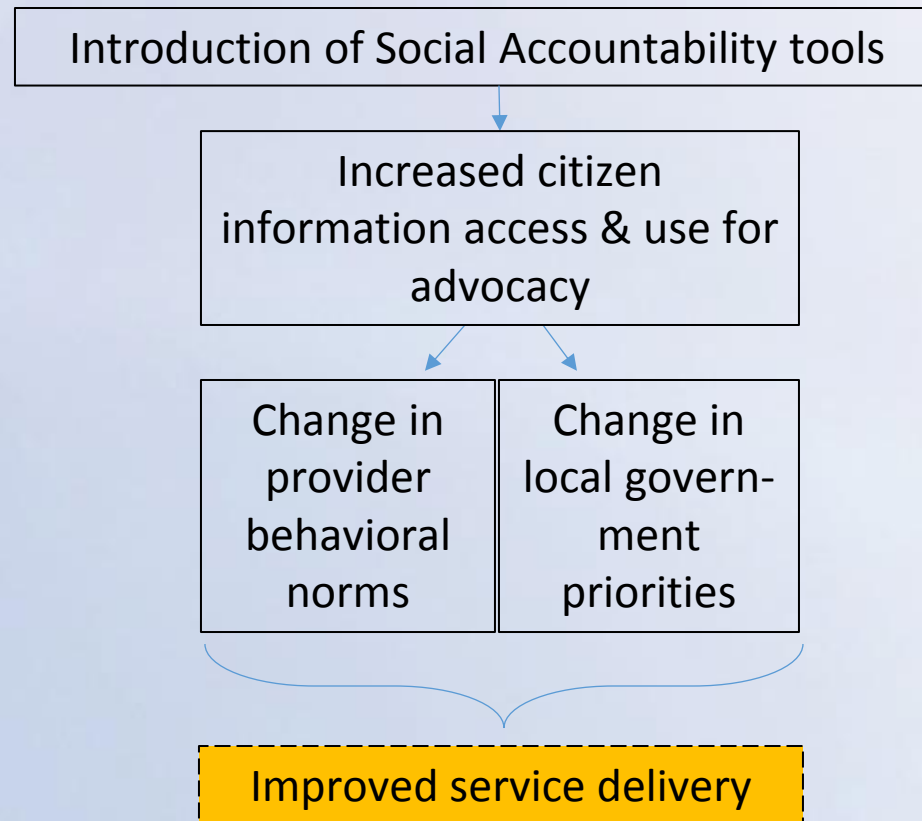 Introduction of Social Accountability tools
Increased citizen
information access & use for
advocacy
Change in
provider
behavioral
norms
Change in
local govern-
ment
priorities
Improved service delivery